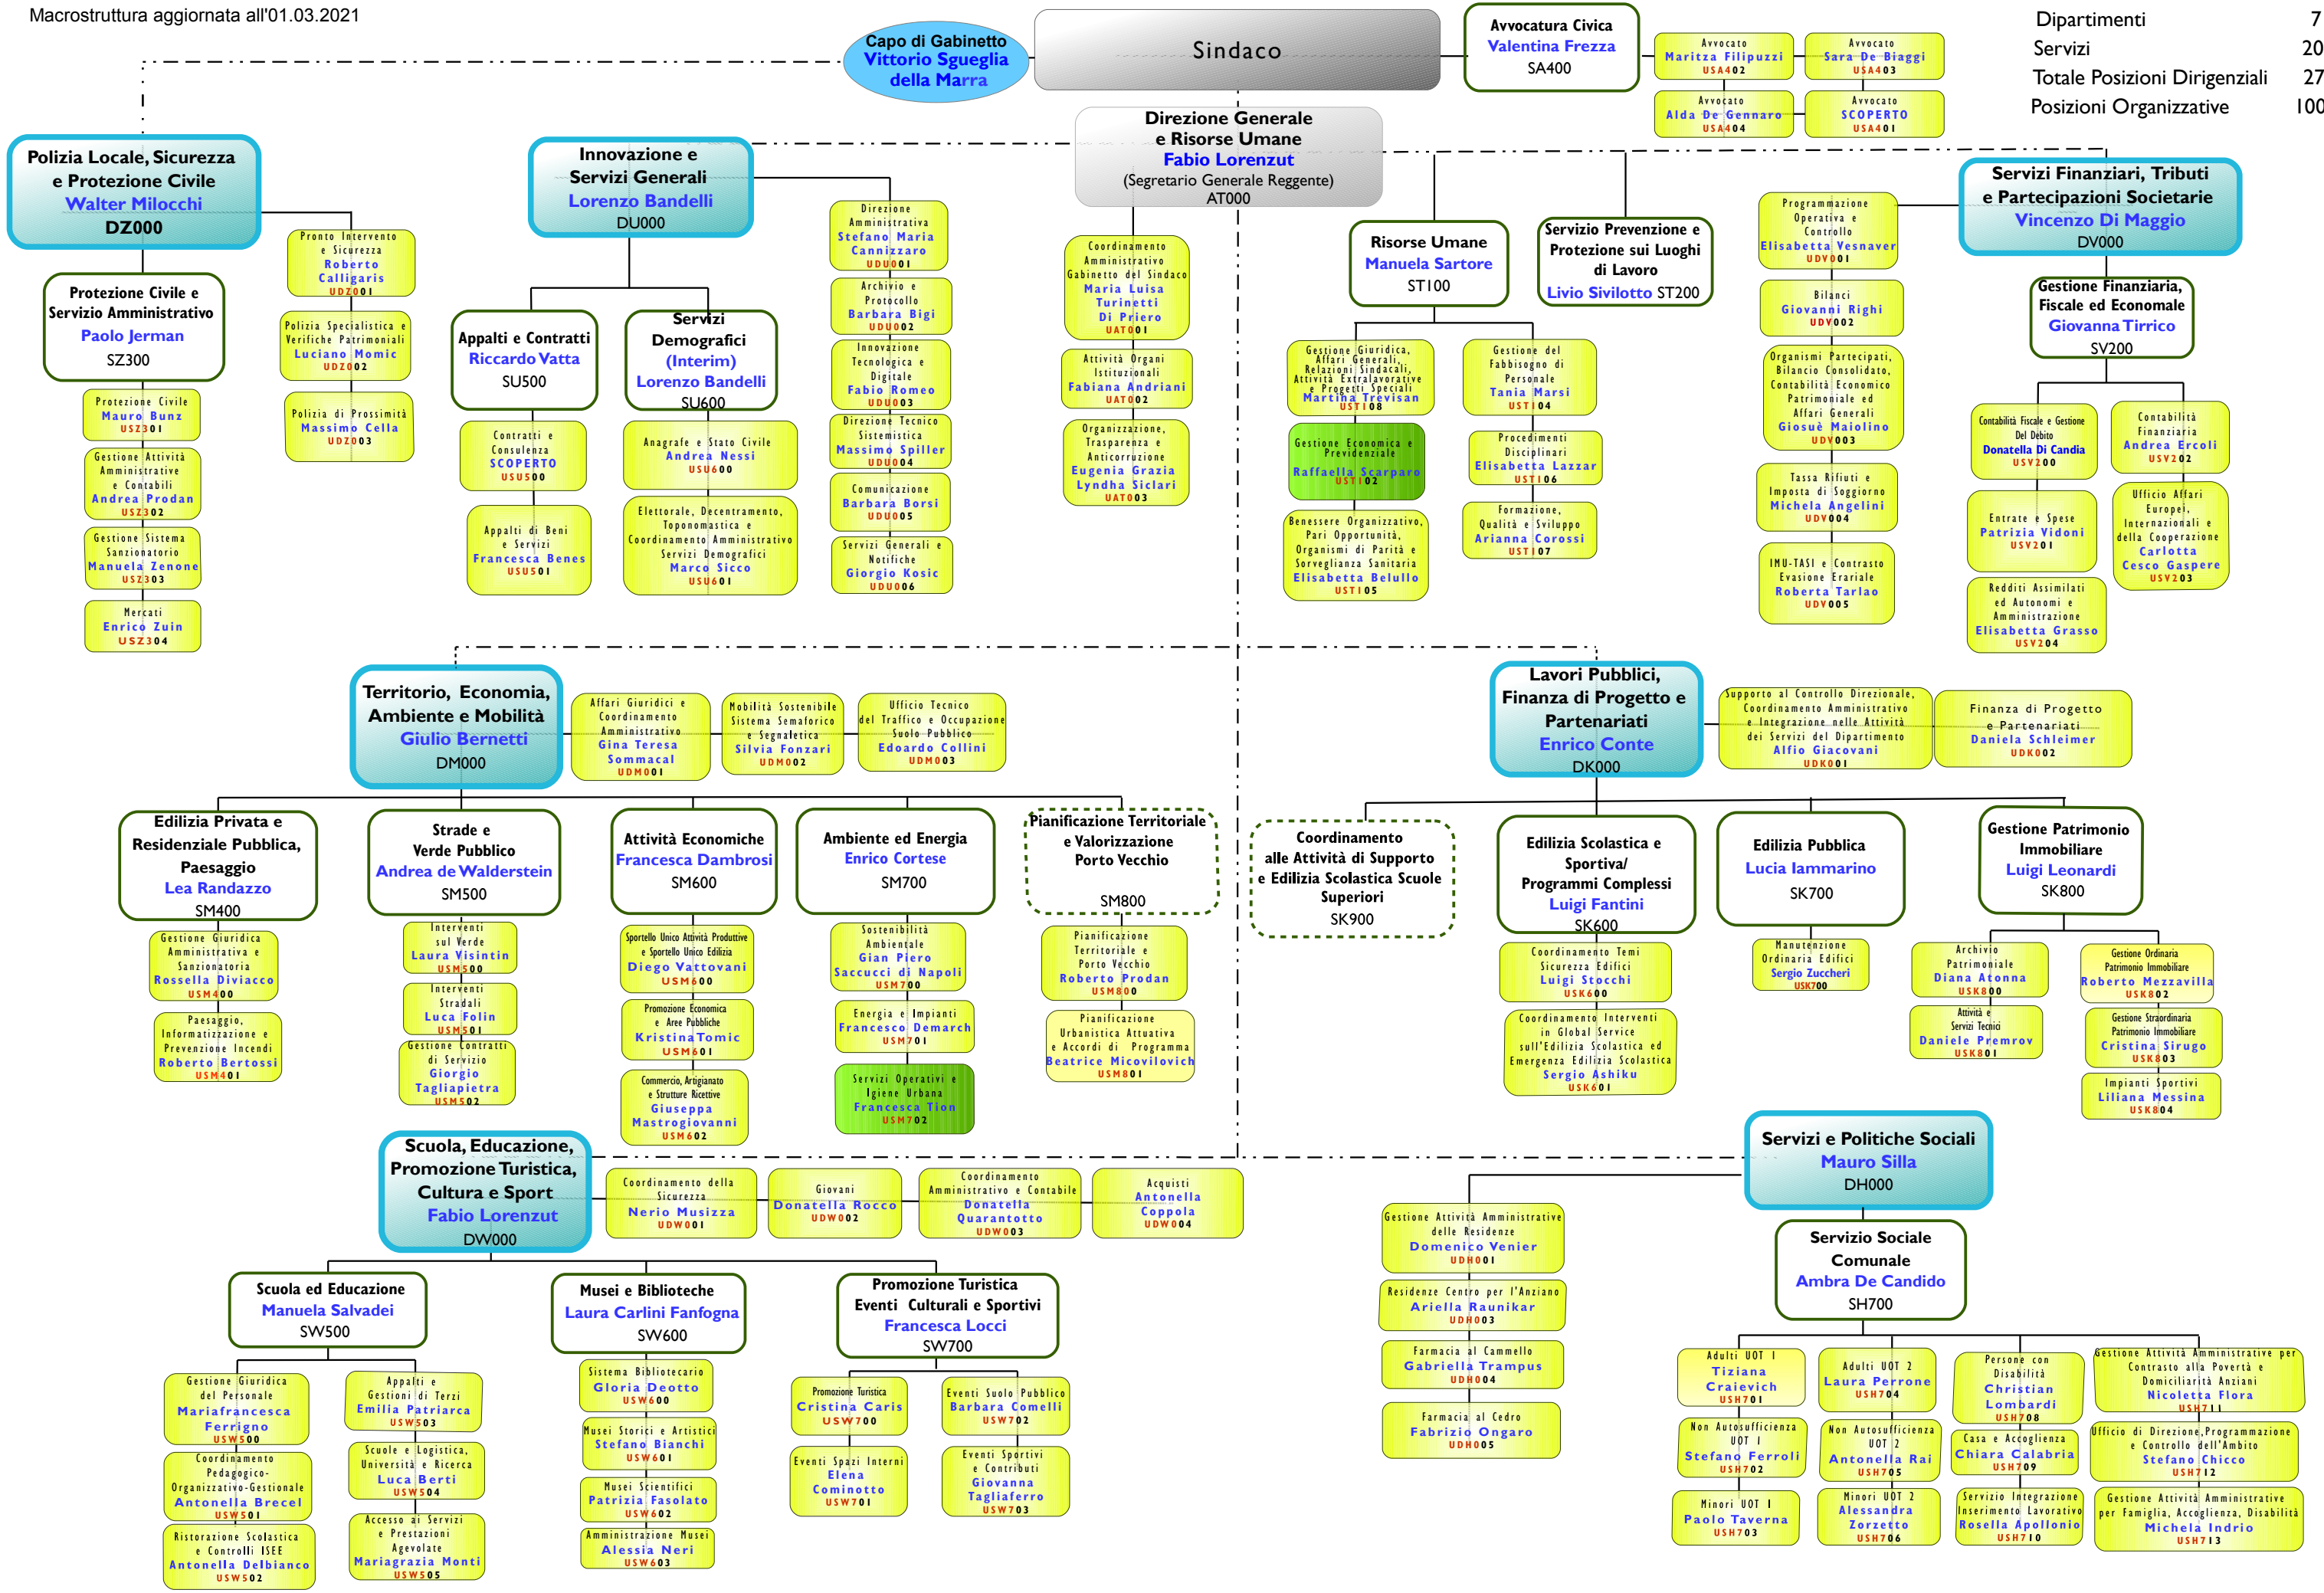 Macrostruttura aggiornata all'01.03.2021
Capo di Gabinetto
Vittorio Sgueglia
della Marra
Sindaco
Avvocatura Civica
Valentina Frezza
SA400
Avvocato
Maritza Filipuzzi
USA402
Avvocato
Sara De Biaggi
USA403
Avvocato
Alda De Gennaro
USA404
Avvocato
SCOPERTO
USA401
Dipartimenti 7
Servizi 20
Totale Posizioni Dirigenziali 27
Posizioni Organizzative 100
Direzione Generale
e Risorse Umane
Fabio Lorenzut
(Segretario Generale Reggente)
AT000
Polizia Locale, Sicurezza
e Protezione Civile
Walter Milocchi
DZ000
Pronto Intervento
e Sicurezza
Roberto
Calligaris
UDZ001
Polizia Specialistica e
Verifiche Patrimoniali
Luciano Momic
UDZ002
Polizia di Prossimità
Massimo Cella
UDZ003
Protezione Civile e
Servizio Amministrativo
Paolo Jerman
SZ300
Protezione Civile
Mauro Bunz
USZ301
Gestione Attività
Amministrative
e Contabili
Andrea Prodan
USZ302
Gestione Sistema
Sanzionatorio
Manuela Zenone
USZ303
Mercati
Enrico Zuin
USZ304
Innovazione e
Servizi Generali
Lorenzo Bandelli
DU000
Appalti e Contratti
Riccardo Vatta
SU500
Contratti e
Consulenza
SCOPERTO
USU500
Appalti di Beni
e Servizi
Francesca Benes
USU501
Servizi
Demografici
(Interim)
Lorenzo Bandelli
SU600
Anagrafe e Stato Civile
Andrea Nessi
USU600
Elettorale, Decentramento,
Toponomastica e
Coordinamento Amministrativo
Servizi Demografici
Marco Sicco
USU601
Direzione
Amministrativa
Stefano Maria
Cannizzaro
UDU001
Archivio e
Protocollo
Barbara Bigi
UDU002
Innovazione
Tecnologica e
Digitale
Fabio Romeo
UDU003
Direzione Tecnico
Sistemistica
Massimo Spiller
UDU004
Comunicazione
Barbara Borsi
UDU005
Servizi Generali e
Notifiche
Giorgio Kosic
UDU006
Coordinamento
Amministrativo
Gabinetto del Sindaco
Maria Luisa
Turinetti
Di Priero
UAT001
Attività Organi
Istituzionali
Fabiana Andriani
UAT002
Organizzazione,
Trasparenza e
Anticorruzione
Eugenia Grazia
Lyndha Siclari
UAT003
Risorse Umane
Manuela Sartore
ST100
Gestione Giuridica,
Affari Generali,
Relazioni Sindacali,
Attività Extralavorative
e Progetti Speciali
Martina Trevisan
UST108
Gestione Economica e
Previdenziale
Raffaella Scarparo
UST102
Benessere Organizzativo,
Pari Opportunità,
Organismi di Parità e
Sorveglianza Sanitaria
Elisabetta Belullo
UST105
Gestione del
Fabbisogno di
Personale
Tania Marsi
UST104
Procedimenti
Disciplinari
Elisabetta Lazzar
UST106
Formazione,
Qualità e Sviluppo
Arianna Corossi
UST107
Servizio Prevenzione e
Protezione sui Luoghi
di Lavoro
Livio Sivilotto ST200
Servizi Finanziari, Tributi
e Partecipazioni Societarie
Vincenzo Di Maggio
DV000
Programmazione
Operativa e
Controllo
Elisabetta Vesnaver
UDV001
Bilanci
Giovanni Righi
UDV002
Organismi Partecipati,
Bilancio Consolidato,
Contabilità Economico
Patrimoniale ed
Affari Generali
Giosuè Maiolino
UDV003
Tassa Rifiuti e
Imposta di Soggiorno
Michela Angelini
UDV004
IMU-TASI e Contrasto
Evasione Erariale
Roberta Tarlao
UDV005
Gestione Finanziaria,
Fiscale ed Economale
Giovanna Tirrico
SV200
Contabilità Fiscale e Gestione
Del Debito
Donatella Di Candia
USV200
Entrate e Spese
Patrizia Vidoni
USV201
Redditi Assimilati
ed Autonomi e
Amministrazione
Elisabetta Grasso
USV204
Contabilità
Finanziaria
Andrea Ercoli
USV202
Ufficio Affari
Europei,
Internazionali e
della Cooperazione
Carlotta
Cesco Gaspere
USV203
Territorio, Economia,
Ambiente e Mobilità
Giulio Bernetti
DM000
Affari Giuridici e
Coordinamento
Amministrativo
Gina Teresa
Sommacal
UDM001
Mobilità Sostenibile
Sistema Semaforico
e Segnaletica
Silvia Fonzari
UDM002
Ufficio Tecnico
del Traffico e Occupazione
Suolo Pubblico
Edoardo Collini
UDM003
Edilizia Privata e
Residenziale Pubblica,
Paesaggio
Lea Randazzo
SM400
Gestione Giuridica
Amministrativa e
Sanzionatoria
Rossella Diviacco
USM400
Paesaggio,
Informatizzazione e
Prevenzione Incendi
Roberto Bertossi
USM401
Strade e
Verde Pubblico
Andrea de Walderstein
SM500
Interventi
sul Verde
Laura Visintin
USM500
Interventi
Stradali
Luca Folin
USM501
Gestione Contratti
di Servizio
Giorgio
Tagliapietra
USM502
Attività Economiche
Francesca Dambrosi
SM600
Sportello Unico Attività Produttive
e Sportello Unico Edilizia
Diego Vattovani
USM600
Promozione Economica
e Aree Pubbliche
Kristina Tomic
USM601
Commercio, Artigianato
e Strutture Ricettive
Giuseppa
Mastrogiovanni
USM602
Ambiente ed Energia
Enrico Cortese
SM700
Sostenibilità
Ambientale
Gian Piero
Saccucci di Napoli
USM700
Energia e Impianti
Francesco Demarch
USM701
Servizi Operativi e
Igiene Urbana
Francesca Tion
USM702
Pianificazione Territoriale
e Valorizzazione
Porto Vecchio
SM800
Pianificazione
Territoriale e
Porto Vecchio
Roberto Prodan
USM800
Pianificazione
Urbanistica Attuativa
e Accordi di Programma
Beatrice Micovilovich
USM801
Lavori Pubblici,
Finanza di Progetto e
Partenariati
Enrico Conte
DK000
Supporto al Controllo Direzionale,
Coordinamento Amministrativo
e Integrazione nelle Attività
dei Servizi del Dipartimento
Alfio Giacovani
UDK001
Finanza di Progetto
e Partenariati
Daniela Schleimer
UDK002
Coordinamento
alle Attività di Supporto
e Edilizia Scolastica Scuole
Superiori
SK900
Edilizia Scolastica e
Sportiva/
Programmi Complessi
Luigi Fantini
SK600
Coordinamento Temi
Sicurezza Edifici
Luigi Stocchi
USK600
Coordinamento Interventi
in Global Service
sull'Edilizia Scolastica ed
Emergenza Edilizia Scolastica
Sergio Ashiku
USK601
Edilizia Pubblica
Lucia Iammarino
SK700
Manutenzione
Ordinaria Edifici
Sergio Zuccheri
USK700
Gestione Patrimonio
Immobiliare
Luigi Leonardi
SK800
Archivio
Patrimoniale
Diana Atonna
USK800
Attività e
Servizi Tecnici
Daniele Premrov
USK801
Gestione Ordinaria
Patrimonio Immobiliare
Roberto Mezzavilla
USK802
Gestione Straordinaria
Patrimonio Immobiliare
Cristina Sirugo
USK803
Impianti Sportivi
Liliana Messina
USK804
Scuola, Educazione,
Promozione Turistica,
Cultura e Sport
Fabio Lorenzut
DW000
Coordinamento della
Sicurezza
Nerio Musizza
UDW001
Giovani
Donatella Rocco
UDW002
Coordinamento
Amministrativo e Contabile
Donatella
Quarantotto
UDW003
Acquisti
Antonella
Coppola
UDW004
Scuola ed Educazione
Manuela Salvadei
SW500
Gestione Giuridica
del Personale
Mariafrancesca
Ferrigno
USW500
Coordinamento
Pedagogico-
Organizzativo-Gestionale
Antonella Brecel
USW501
Ristorazione Scolastica
e Controlli ISEE
Antonella Delbianco
USW502
Appalti e
Gestioni di Terzi
Emilia Patriarca
USW503
Scuole e Logistica,
Università e Ricerca
Luca Berti
USW504
Accesso ai Servizi
e Prestazioni
Agevolate
Mariagrazia Monti
USW505
Musei e Biblioteche
Laura Carlini Fanfogna
SW600
Sistema Bibliotecario
Gloria Deotto
USW600
Musei Storici e Artistici
Stefano Bianchi
USW601
Musei Scientifici
Patrizia Fasolato
USW602
Amministrazione Musei
Alessia Neri
USW603
Promozione Turistica
Eventi Culturali e Sportivi
Francesca Locci
SW700
Promozione Turistica
Cristina Caris
USW700
Eventi Spazi Interni
Elena
Cominotto
USW701
Eventi Suolo Pubblico
Barbara Comelli
USW702
Eventi Sportivi
e Contributi
Giovanna
Tagliaferro
USW703
Servizi e Politiche Sociali
Mauro Silla
DH000
Gestione Attività Amministrative
delle Residenze
Domenico Venier
UDH001
Residenze Centro per l'Anziano
Ariella Raunikar
UDH003
Farmacia al Cammello
Gabriella Trampus
UDH004
Farmacia al Cedro
Fabrizio Ongaro
UDH005
Servizio Sociale
Comunale
Ambra De Candido
SH700
Adulti UOT 1
Tiziana
Craievich
USH701
Non Autosufficienza
UOT 1
Stefano Ferroli
USH702
Minori UOT 1
Paolo Taverna
USH703
Adulti UOT 2
Laura Perrone
USH704
Non Autosufficienza
UOT 2
Antonella Rai
USH705
Minori UOT 2
Alessandra
Zorzetto
USH706
Persone con
Disabilità
Christian
Lombardi
USH708
Casa e Accoglienza
Chiara Calabria
USH709
Servizio Integrazione
Inserimento Lavorativo
Rosella Apollonio
USH710
Gestione Attività Amministrative per
Contrasto alla Povertà e
Domiciliarità Anziani
Nicoletta Flora
USH711
Ufficio di Direzione,Programmazione
e Controllo dell'Ambito
Stefano Chicco
USH712
Gestione Attività Amministrative
per Famiglia, Accoglienza, Disabilità
Michela Indrio
USH713